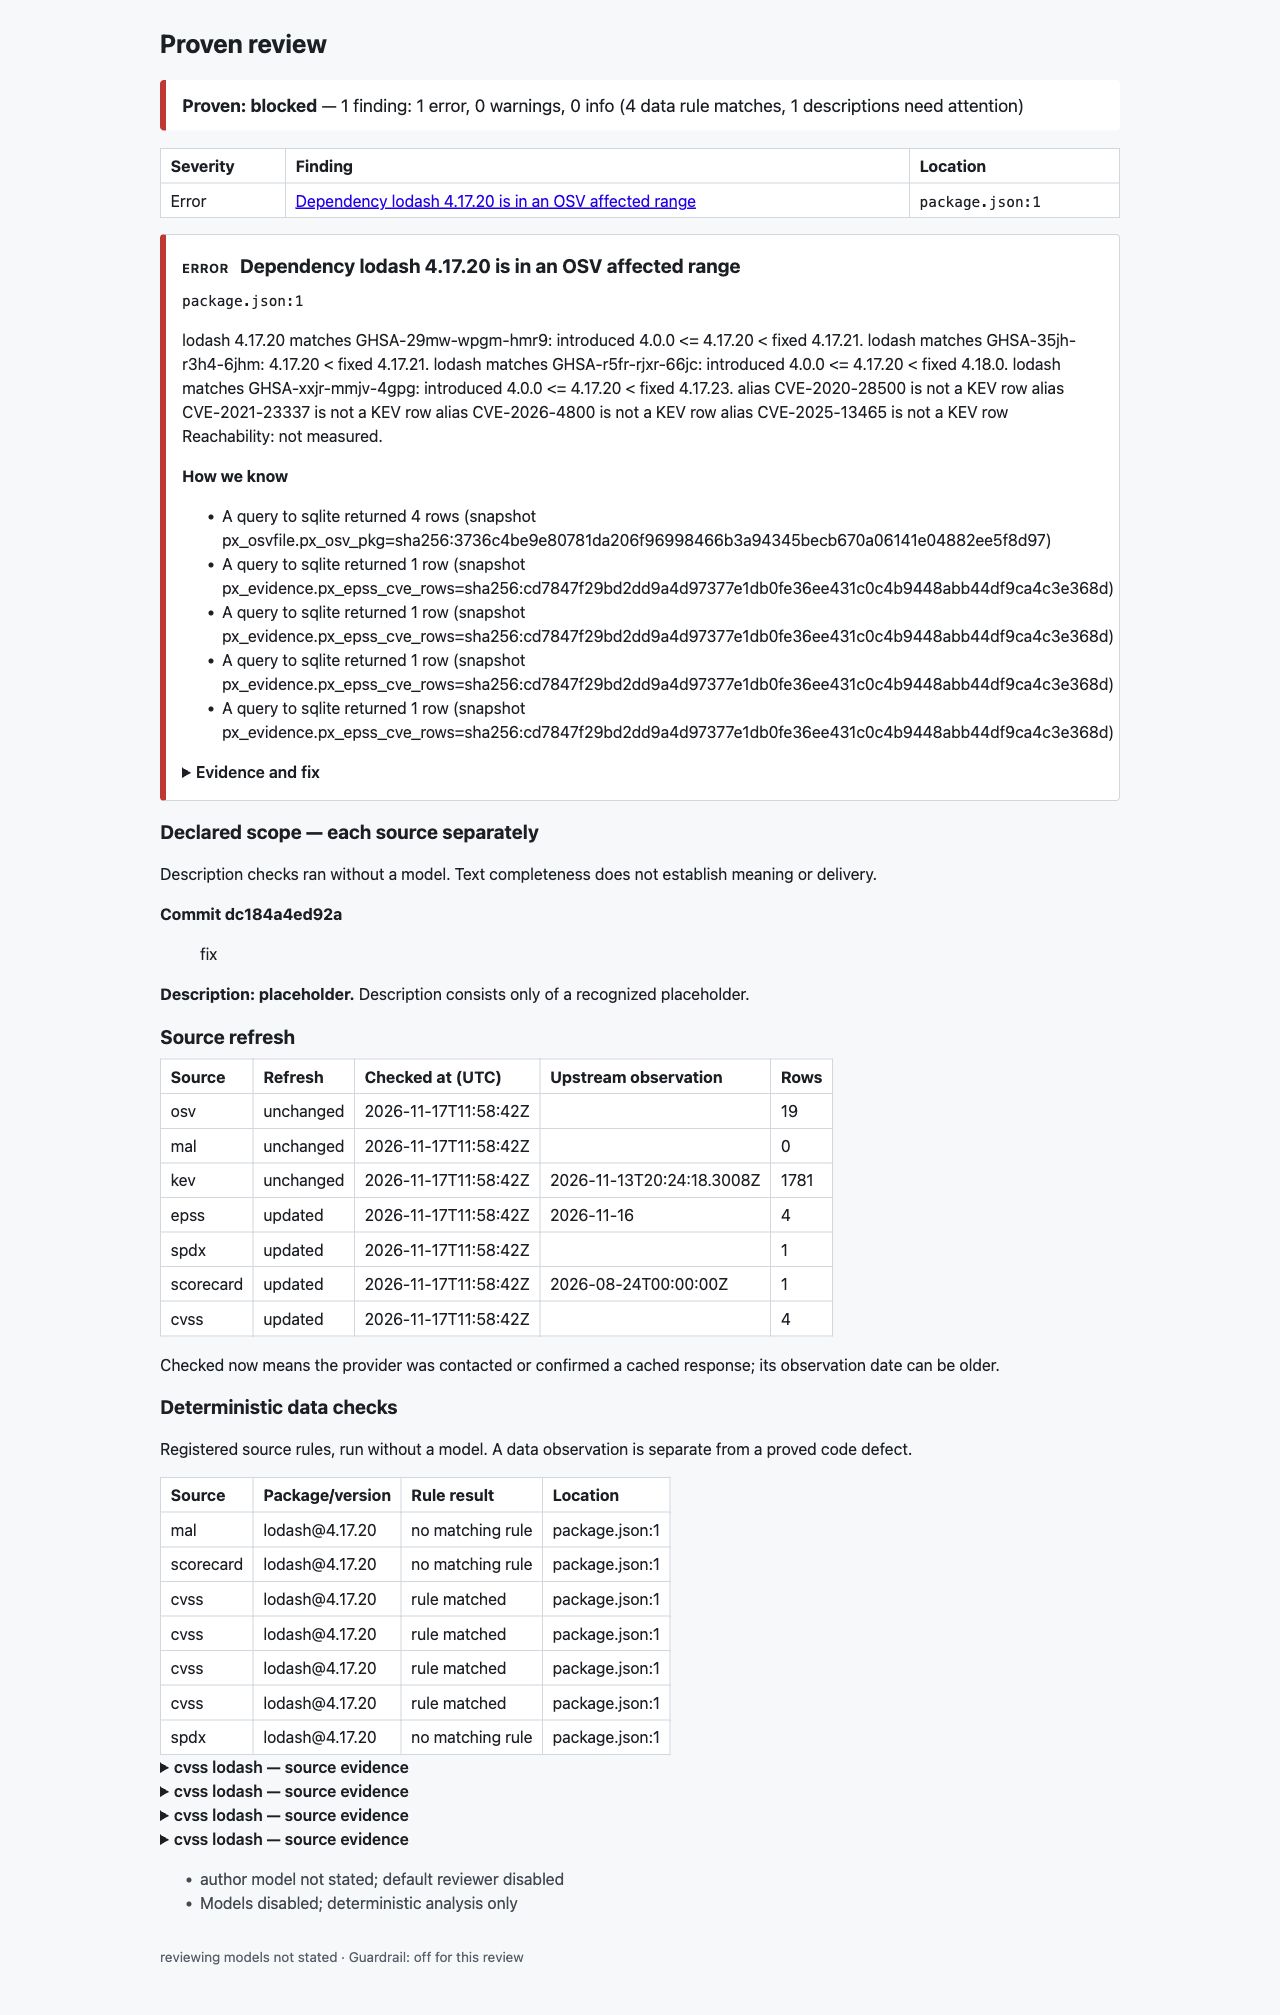 Proven review
Proven: blocked — 1 finding: 1 error, 0 warnings, 0 info (4 data rule matches, 1 descriptions need attention)
Severity Finding Location
Error Dependency lodash 4.17.20 is in an OSV affected range package.json:1
ERROR Dependency lodash 4.17.20 is in an OSV affected range
package.json:1
lodash 4.17.20 matches GHSA-29mw-wpgm-hmr9: introduced 4.0.0 <= 4.17.20 < fixed 4.17.21. lodash matches GHSA-35jh-
r3h4-6jhm: 4.17.20 < fixed 4.17.21. lodash matches GHSA-r5fr-rjxr-66jc: introduced 4.0.0 <= 4.17.20 < fixed 4.18.0. lodash
matches GHSA-xxjr-mmjv-4gpg: introduced 4.0.0 <= 4.17.20 < fixed 4.17.23. alias CVE-2020-28500 is not a KEV row alias
CVE-2021-23337 is not a KEV row alias CVE-2026-4800 is not a KEV row alias CVE-2025-13465 is not a KEV row
Reachability: not measured.
How we know
• A query to sqlite returned 4 rows (snapshot
px_osvfile.px_osv_pkg=sha256:3736c4be9e80781da206f96998466b3a94345becb670a06141e04882ee5f8d97)
• A query to sqlite returned 1 row (snapshot
px_evidence.px_epss_cve_rows=sha256:cd7847f29bd2dd9a4d97377e1db0fe36ee431c0c4b9448abb44df9ca4c3e368d)
• A query to sqlite returned 1 row (snapshot
px_evidence.px_epss_cve_rows=sha256:cd7847f29bd2dd9a4d97377e1db0fe36ee431c0c4b9448abb44df9ca4c3e368d)
• A query to sqlite returned 1 row (snapshot
px_evidence.px_epss_cve_rows=sha256:cd7847f29bd2dd9a4d97377e1db0fe36ee431c0c4b9448abb44df9ca4c3e368d)
• A query to sqlite returned 1 row (snapshot
px_evidence.px_epss_cve_rows=sha256:cd7847f29bd2dd9a4d97377e1db0fe36ee431c0c4b9448abb44df9ca4c3e368d)
▶ Evidence and fix
Declared scope — each source separately
Description checks ran without a model. Text completeness does not establish meaning or delivery.
Commit dc184a4ed92a
fix
Description: placeholder. Description consists only of a recognized placeholder.
Source refresh
Source Refresh Checked at (UTC) Upstream observation Rows
osv unchanged 2026-11-17T11:58:42Z 19
mal unchanged 2026-11-17T11:58:42Z 0
kev unchanged 2026-11-17T11:58:42Z 2026-11-13T20:24:18.3008Z 1781
epss updated 2026-11-17T11:58:42Z 2026-11-16 4
spdx updated 2026-11-17T11:58:42Z 1
scorecard updated 2026-11-17T11:58:42Z 2026-08-24T00:00:00Z 1
cvss updated 2026-11-17T11:58:42Z 4
Checked now means the provider was contacted or confirmed a cached response; its observation date can be older.
Deterministic data checks
Registered source rules, run without a model. A data observation is separate from a proved code defect.
Source Package/version Rule result Location
mal lodash@4.17.20 no matching rule package.json:1
scorecard lodash@4.17.20 no matching rule package.json:1
cvss lodash@4.17.20 rule matched package.json:1
cvss lodash@4.17.20 rule matched package.json:1
cvss lodash@4.17.20 rule matched package.json:1
cvss lodash@4.17.20 rule matched package.json:1
spdx lodash@4.17.20 no matching rule package.json:1
▶ cvss lodash — source evidence
▶ cvss lodash — source evidence
▶ cvss lodash — source evidence
▶ cvss lodash — source evidence
• author model not stated; default reviewer disabled
• Models disabled; deterministic analysis only
reviewing models not stated · Guardrail: off for this review